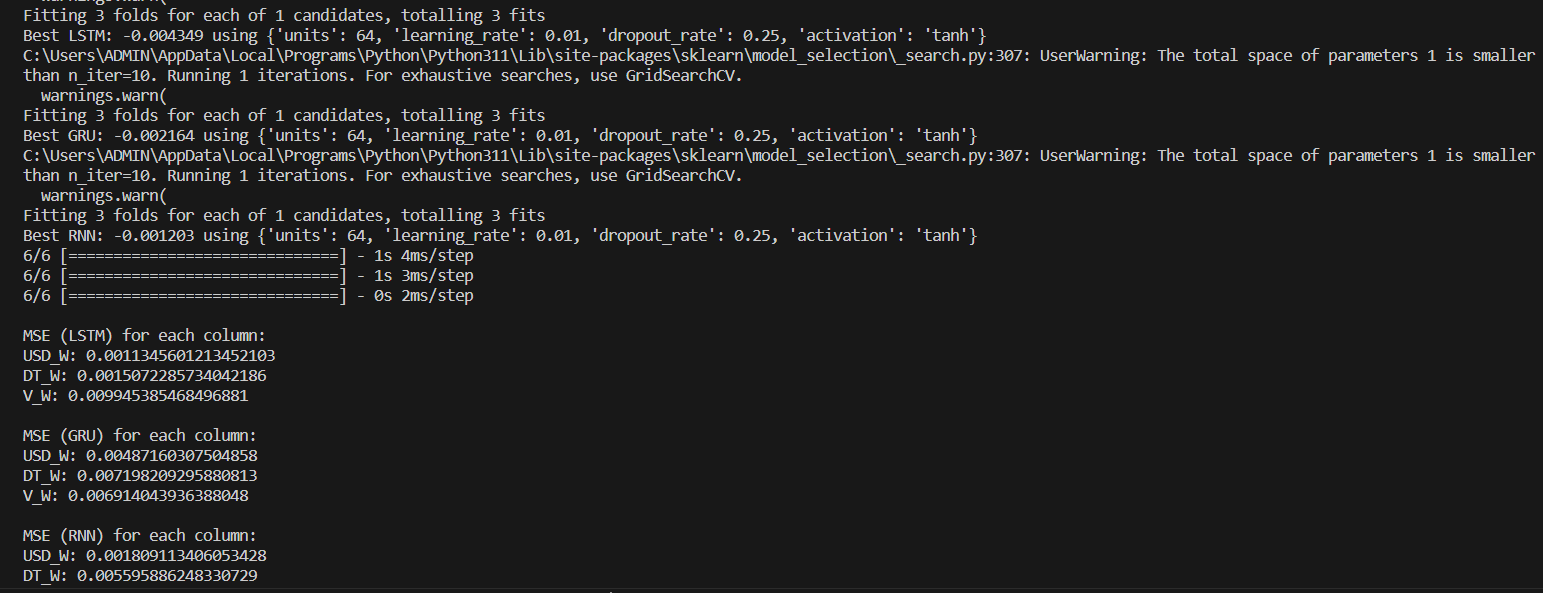 warnings.warn(
Fitting 3 folds for each of 1 candidates, totalling 3 fits
Best LSTM: -0.004349 using {'units': 64, 'learning_rate': 0.01, 'dropout_rate': 0.25, 'activation': 'tanh'}
C:\Users\ADMIN\AppData\Local\Programs\Python\Python311\Lib\site-packages\sklearn\model_selection\_search.py:307: UserWarning: The total space of parameters 1 is smaller
than n_iter=10. Running 1 iterations. For exhaustive searches, use GridSearchCV.
  warnings.warn(
Fitting 3 folds for each of 1 candidates, totalling 3 fits
Best GRU: -0.002164 using {'units': 64, 'learning_rate': 0.01, 'dropout_rate': 0.25, 'activation': 'tanh'}
C:\Users\ADMIN\AppData\Local\Programs\Python\Python311\Lib\site-packages\sklearn\model_selection\_search.py:307: UserWarning: The total space of parameters 1 is smaller
than n_iter=10. Running 1 iterations. For exhaustive searches, use GridSearchCV.
  warnings.warn(
Fitting 3 folds for each of 1 candidates, totalling 3 fits
Best RNN: -0.001203 using {'units': 64, 'learning_rate': 0.01, 'dropout_rate': 0.25, 'activation': 'tanh'}
6/6 [==============================] - 1s 4ms/step
6/6 [==============================] - 1s 3ms/step
6/6 [==============================] - 0s 2ms/step
MSE (LSTM) for each column:
USD_W: 0.0011345601213452103
DT_W: 0.0015072285734042186
V_W: 0.009945385468496881
MSE (GRU) for each column:
USD_W: 0.00487160307504858
DT_W: 0.007198209295880813
V_W: 0.006914043936388048
MSE (RNN) for each column:
USD_W: 0.001809113406053428
DT_W: 0.005595886248330729